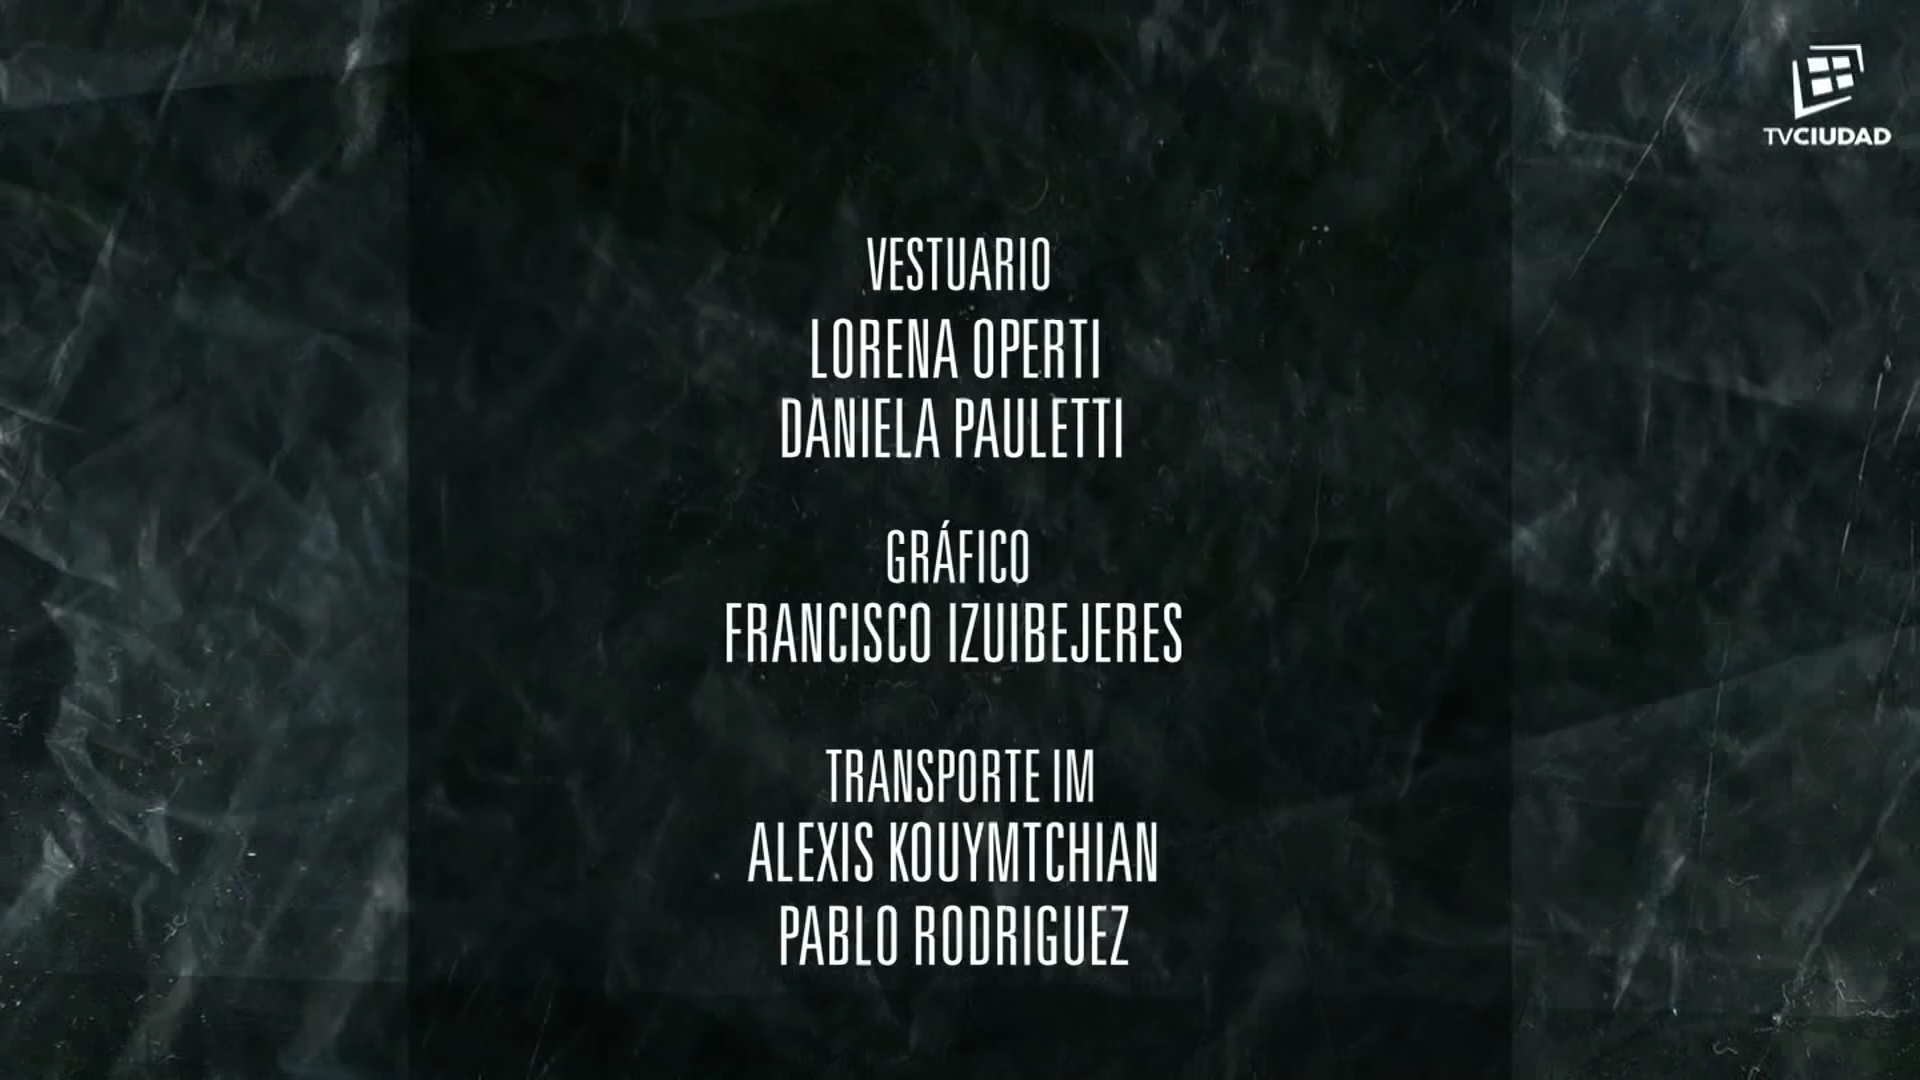 TVCIUDAD
VESTUARIO
LORENA OPERTI
DANIELA PAULETTI
GRÁFICO
FRANCISCO IZUIBEJERES
TRANSPORTE IM
ALEXIS KOUYMTCHIAN
PABLO RODRIGUEZ